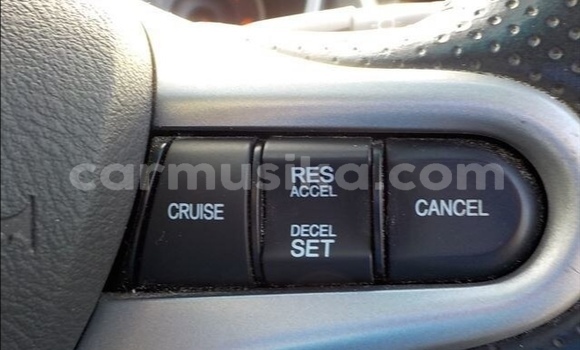 carmusika.com
CRUISE
RES
ACCEL
DECEL
SET
CANCEL